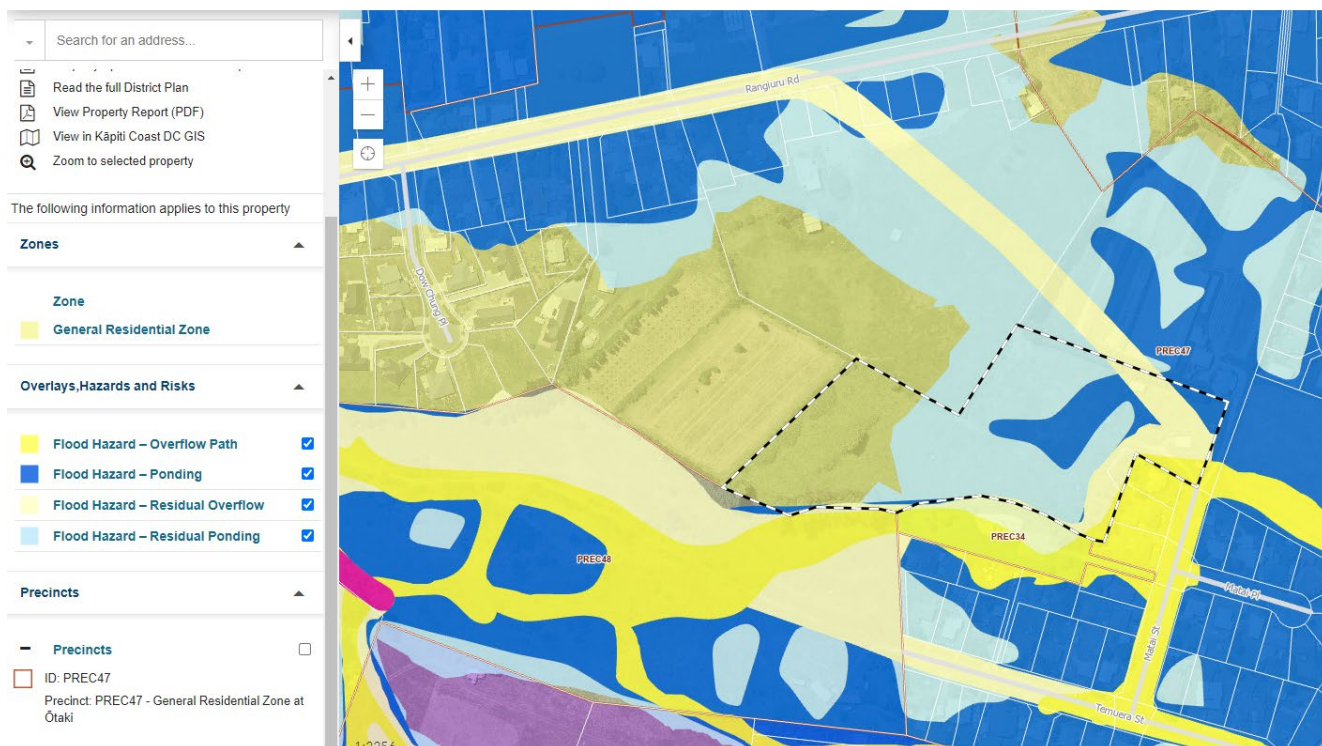 Search for an address...
Read the full District Plan
View Property Report (PDF)
View in Kāpiti Coast DC GIS
Zoom to selected property
The following information applies to this property
Zones
Zone
General Residential Zone
Overlays,Hazards and Risks
Flood Hazard – Overflow Path
Flood Hazard – Ponding
Flood Hazard – Residual Overflow
Flood Hazard – Residual Ponding
Precincts
Precincts
ID: PREC47
Precinct: PREC47 - General Residential Zone at
Ōtaki
Rangiuru Rd
Dow Chung Pl
PREC47
PREC34
PREC48
Matai Pl
Matai St
Temuera St